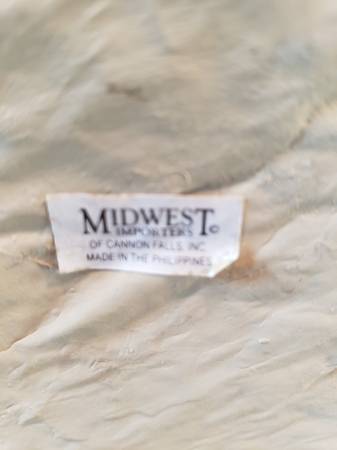 MIDWEST©
IMPORTERS
OF CANNON FALLS, INC
MADE IN THE PHILIPPINES